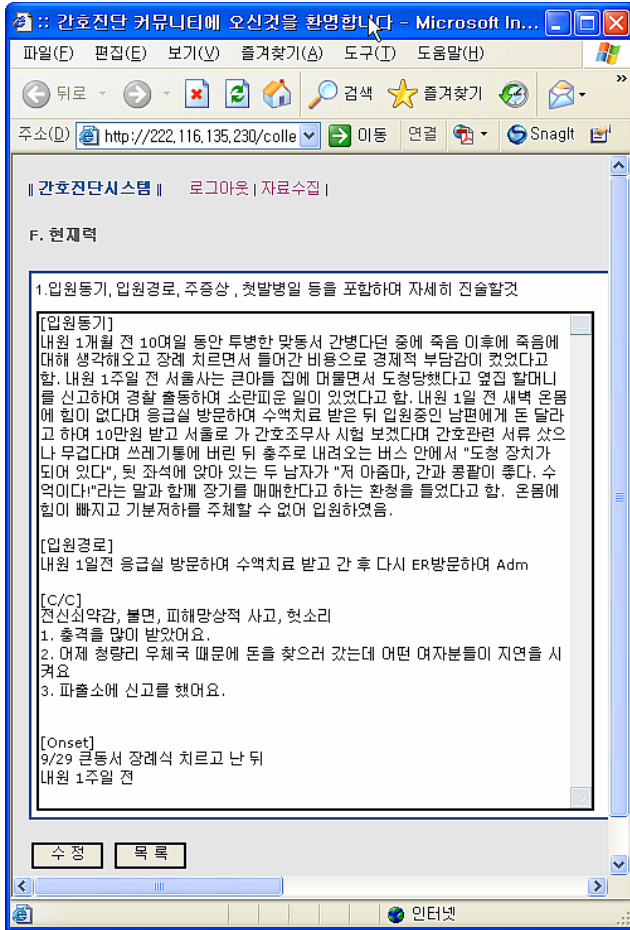 :: 간호진단 커뮤니티에 오신것을 환영합니다 - Microsoft In...
파일(F) 편집(E) 보기(V) 즐겨찾기(A) 도구(T) 도움말(H)
뒤로 검색 즐겨찾기 »
주소(D) http://222.116.135.230/colle 이동 연결 SnagIt
|| 간호진단시스템 || 로그아웃 | 자료수집 |
F. 현재력
1.입원동기, 입원경로, 주증상 , 첫발병일 등을 포함하여 자세히 진술할것
[입원동기]
내원 1개월 전 10여일 동안 투병한 맞동서 간병다던 중에 죽음 이후에 죽음에
대해 생각해오고 장례 치르면서 들어간 비용으로 경제적 부담감이 컸었다고
함. 내원 1주일 전 서울사는 큰아들 집에 머물면서 도청당했다고 옆집 할머니
를 신고하여 경찰 출동하여 소란피운 일이 있었다고 함. 내원 1일 전 새벽 온몸
에 힘이 없다며 응급실 방문하여 수액치료 받은 뒤 입원중인 남편에게 돈 달라
고 하여 10만원 받고 서울로 가 간호조무사 시험 보겠다며 간호관련 서류 샀으
나 무겁다며 쓰레기통에 버린 뒤 충주로 내려오는 버스 안에서 "도청 장치가
되어 있다", 뒷 좌석에 앉아 있는 두 남자가 "저 아줌마, 간과 콩팥이 좋다. 수
억이다!"라는 말과 함께 장기를 매매한다고 하는 환청을 들었다고 함. 온몸에
힘이 빠지고 기분저하를 주체할 수 없어 입원하였음.
[입원경로]
내원 1일전 응급실 방문하여 수액치료 받고 간 후 다시 ER방문하여 Adm
[C/C]
전신쇠약감, 불면, 피해망상적 사고, 헛소리
1. 충격을 많이 받았어요.
2. 어제 청량리 우체국 때문에 돈을 찾으러 갔는데 어떤 여자분들이 지연을 시
켜요
3. 파출소에 신고를 했어요.
[Onset]
9/29 큰동서 장례식 치르고 난 뒤
내원 1주일 전
수 정 목 록
인터넷